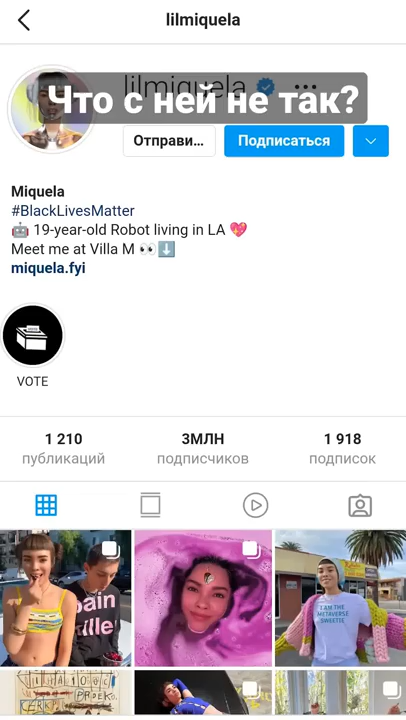 lilmiquela
lilmiquela
Что с ней не так?
Отправи...
Подписаться
Miquela
#BlackLivesMatter
🤖 19-year-old Robot living in LA 💖
Meet me at Villa M 👀⬇️
miquela.fyi
VOTE
1 210
3МЛН
1 918
публикаций
подписчиков
подписок
I AM THE
METAVERSE
SWEETIE